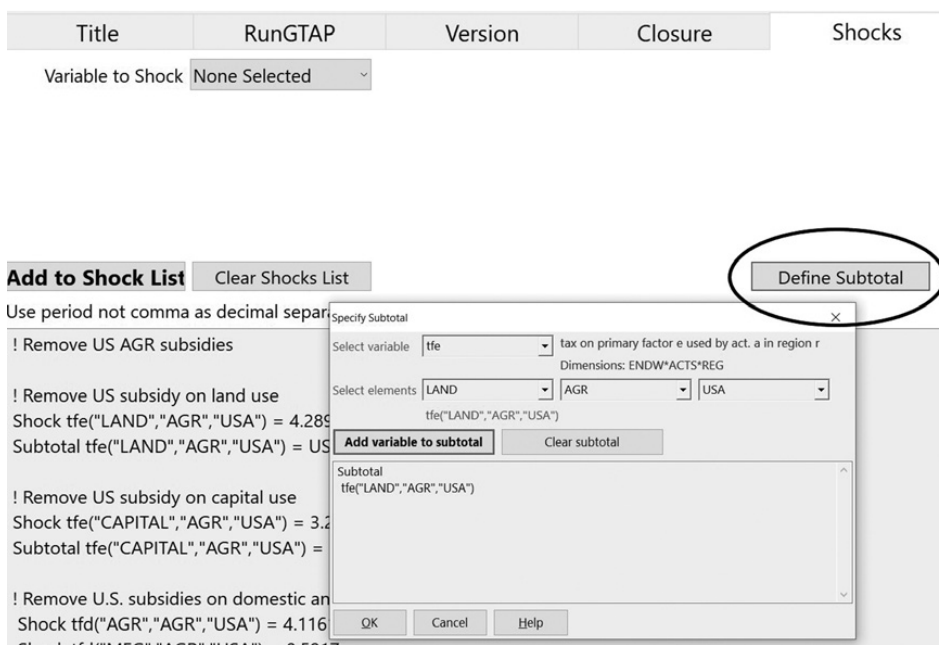 Title RunGTAP Version Closure Shocks
Variable to Shock None Selected
Add to Shock List Clear Shocks List Define Subtotal
Use period not comma as decimal
Specify Subtotal
Select variable tfe tax on primary factor e used by act. a in region r
Dimensions: ENDW*ACTS*REG
Select elements LAND AGR USA
tfe("LAND","AGR","USA")
Add variable to subtotal Clear subtotal
Subtotal
tfe("LAND","AGR","USA")
OK Cancel Help
! Remove US AGR subsidies
! Remove US subsidy on land use
Shock tfe("LAND","AGR","USA") = 4.289
Subtotal tfe("LAND","AGR","USA") = US
! Remove US subsidy on capital use
Shock tfe("CAPITAL","AGR","USA") = 3.2
Subtotal tfe("CAPITAL","AGR","USA") =
! Remove U.S. subsidies on domestic an
Shock tfd("AGR","AGR","USA") = 4.116